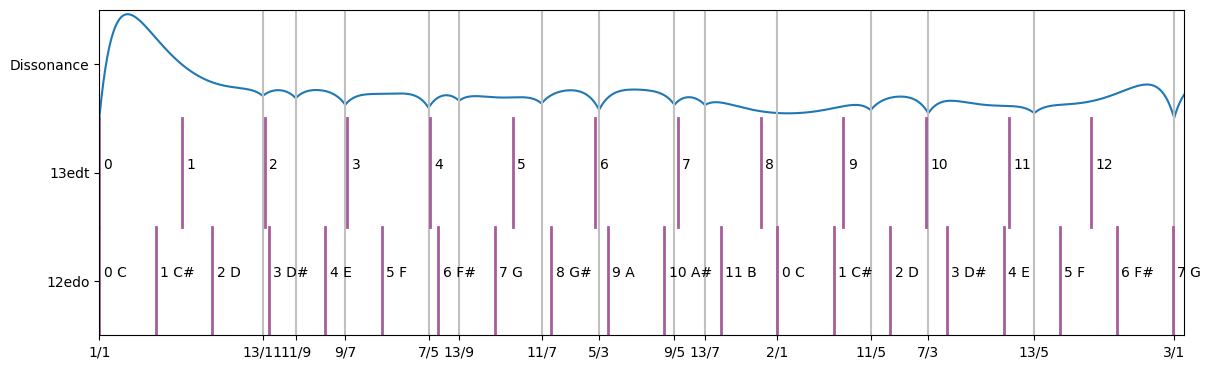 Dissonance
13edt
0 1 2 3 4 5 6 7 8 9 10 11 12
12edo
0 C 1 C# 2 D 3 D# 4 E 5 F 6 F# 7 G 8 G# 9 A 10 A# 11 B 0 C 1 C# 2 D 3 D# 4 E 5 F 6 F# 7 G
1/1 13/11 11/9 9/7 7/5 13/9 11/7 5/3 9/5 13/7 2/1 11/5 7/3 13/5 3/1